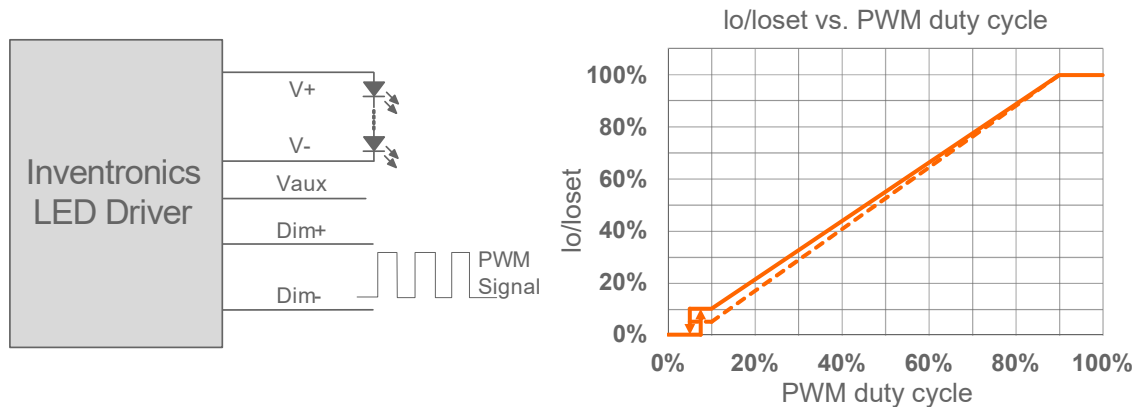 Inventronics
LED Driver
V+
V-
Vaux
Dim+
Dim-
PWM
Signal
Io/Ioset vs. PWM duty cycle
Io/Ioset
100%
80%
60%
40%
20%
0%
0% 20% 40% 60% 80% 100%
PWM duty cycle